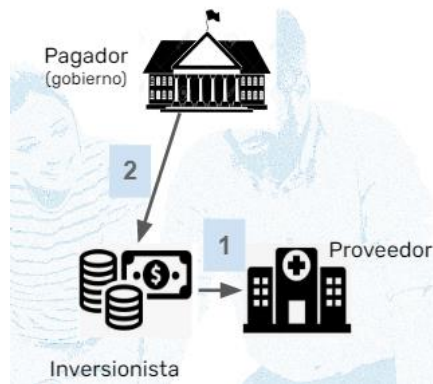 Pagador
(gobierno)
2
1
Proveedor
$
Inversionista